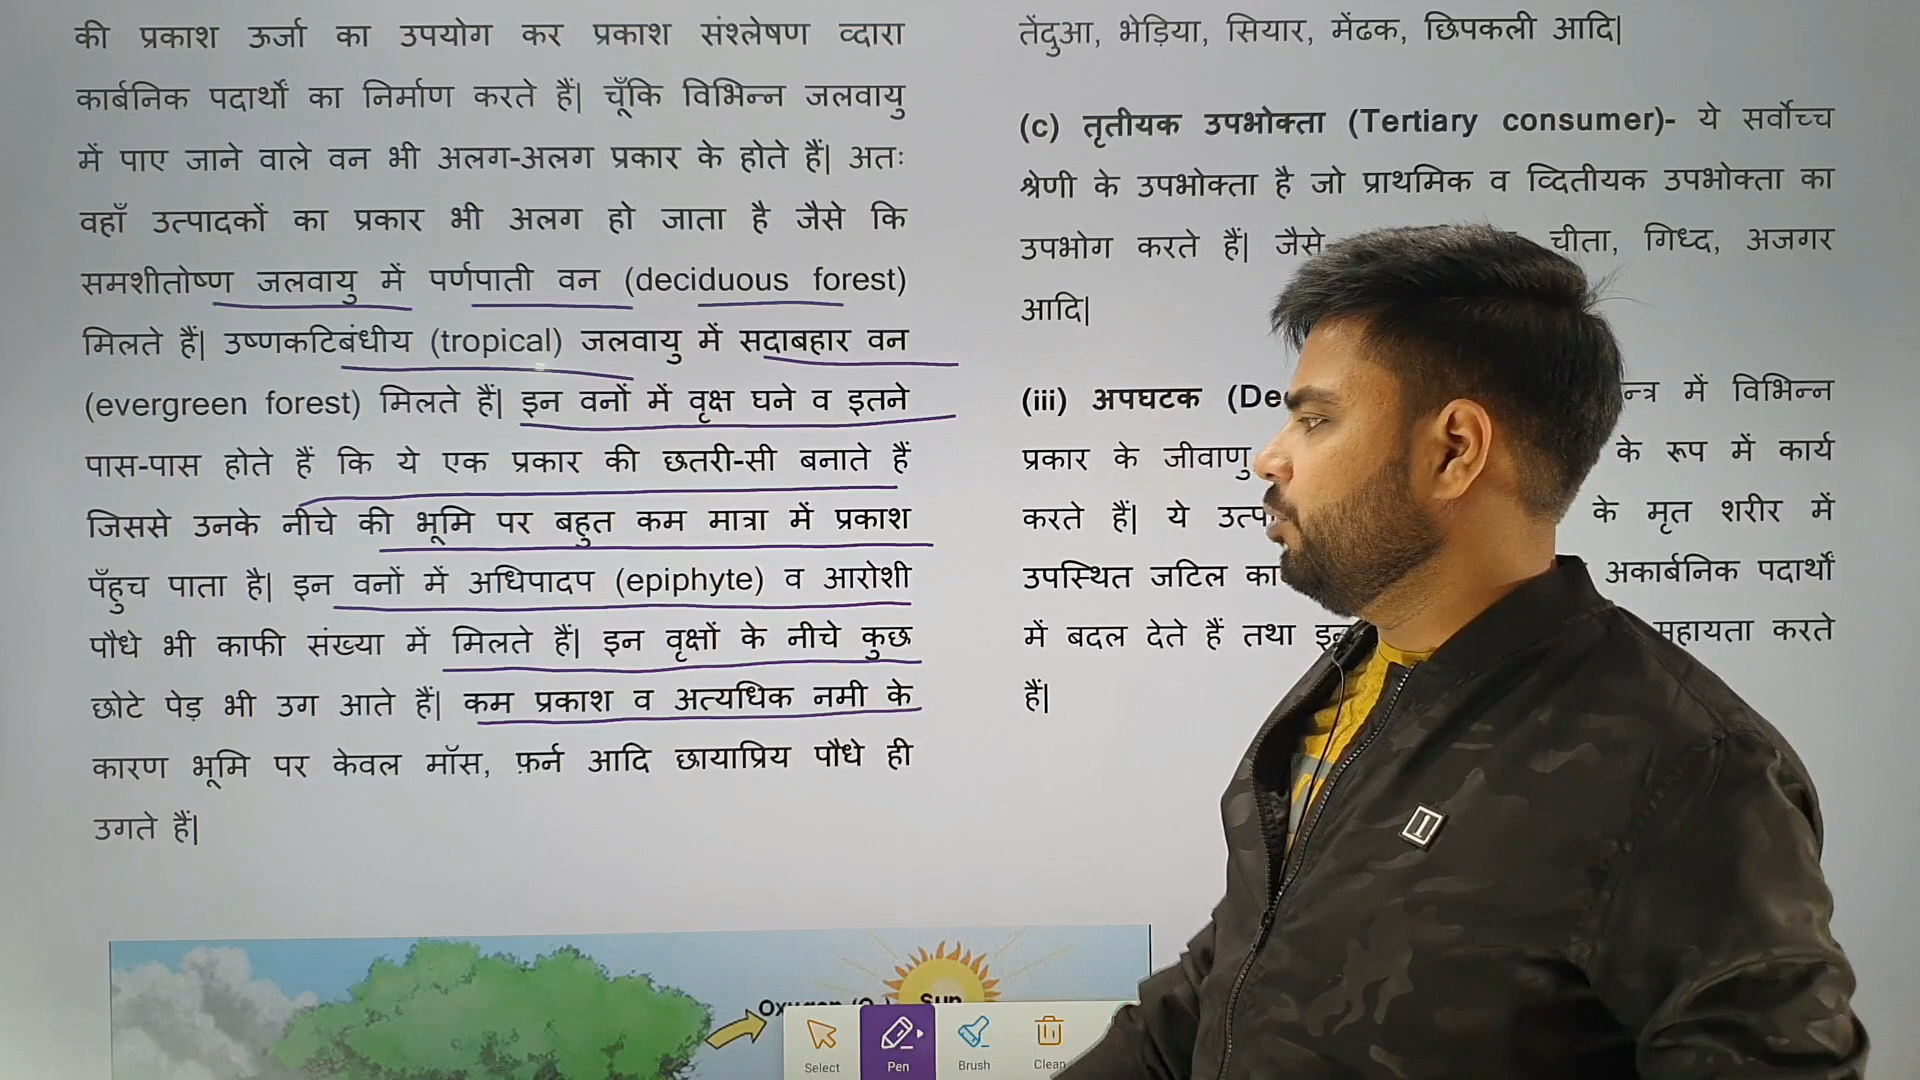 की प्रकाश ऊर्जा का उपयोग कर प्रकाश संश्लेषण व्दारा
कार्बनिक पदार्थों का निर्माण करते हैं| चूँकि विभिन्न जलवायु
में पाए जाने वाले वन भी अलग-अलग प्रकार के होते हैं| अतः
वहाँ उत्पादकों का प्रकार भी अलग हो जाता है जैसे कि
समशीतोष्ण जलवायु में पर्णपाती वन (deciduous forest)
मिलते हैं| उष्णकटिबंधीय (tropical) जलवायु में सदाबहार वन
(evergreen forest) मिलते हैं| इन वनों में वृक्ष घने व इतने
पास-पास होते हैं कि ये एक प्रकार की छतरी-सी बनाते हैं
जिससे उनके नीचे की भूमि पर बहुत कम मात्रा में प्रकाश
पँहुच पाता है| इन वनों में अधिपादप (epiphyte) व आरोशी
पौधे भी काफी संख्या में मिलते हैं| इन वृक्षों के नीचे कुछ
छोटे पेड़ भी उग आते हैं| कम प्रकाश व अत्यधिक नमी के
कारण भूमि पर केवल मॉस, फ़र्न आदि छायाप्रिय पौधे ही
उगते हैं|
तेंदुआ, भेड़िया, सियार, मेंढक, छिपकली आदि|
(c) तृतीयक उपभोक्ता (Tertiary consumer)- ये सर्वोच्च
श्रेणी के उपभोक्ता है जो प्राथमिक व व्दितीयक उपभोक्ता का
उपभोग करते हैं| जैसे- चीता, गिध्द, अजगर
आदि|
(iii) अपघटक में विभिन्न
प्रकार के जीवाणु के रूप में कार्य
करते हैं| ये के मृत शरीर में
उपस्थित जटिल अकार्बनिक पदार्थों
में बदल देते हैं तथा सहायता करते
हैं|
Sun
Select Pen Brush Clean